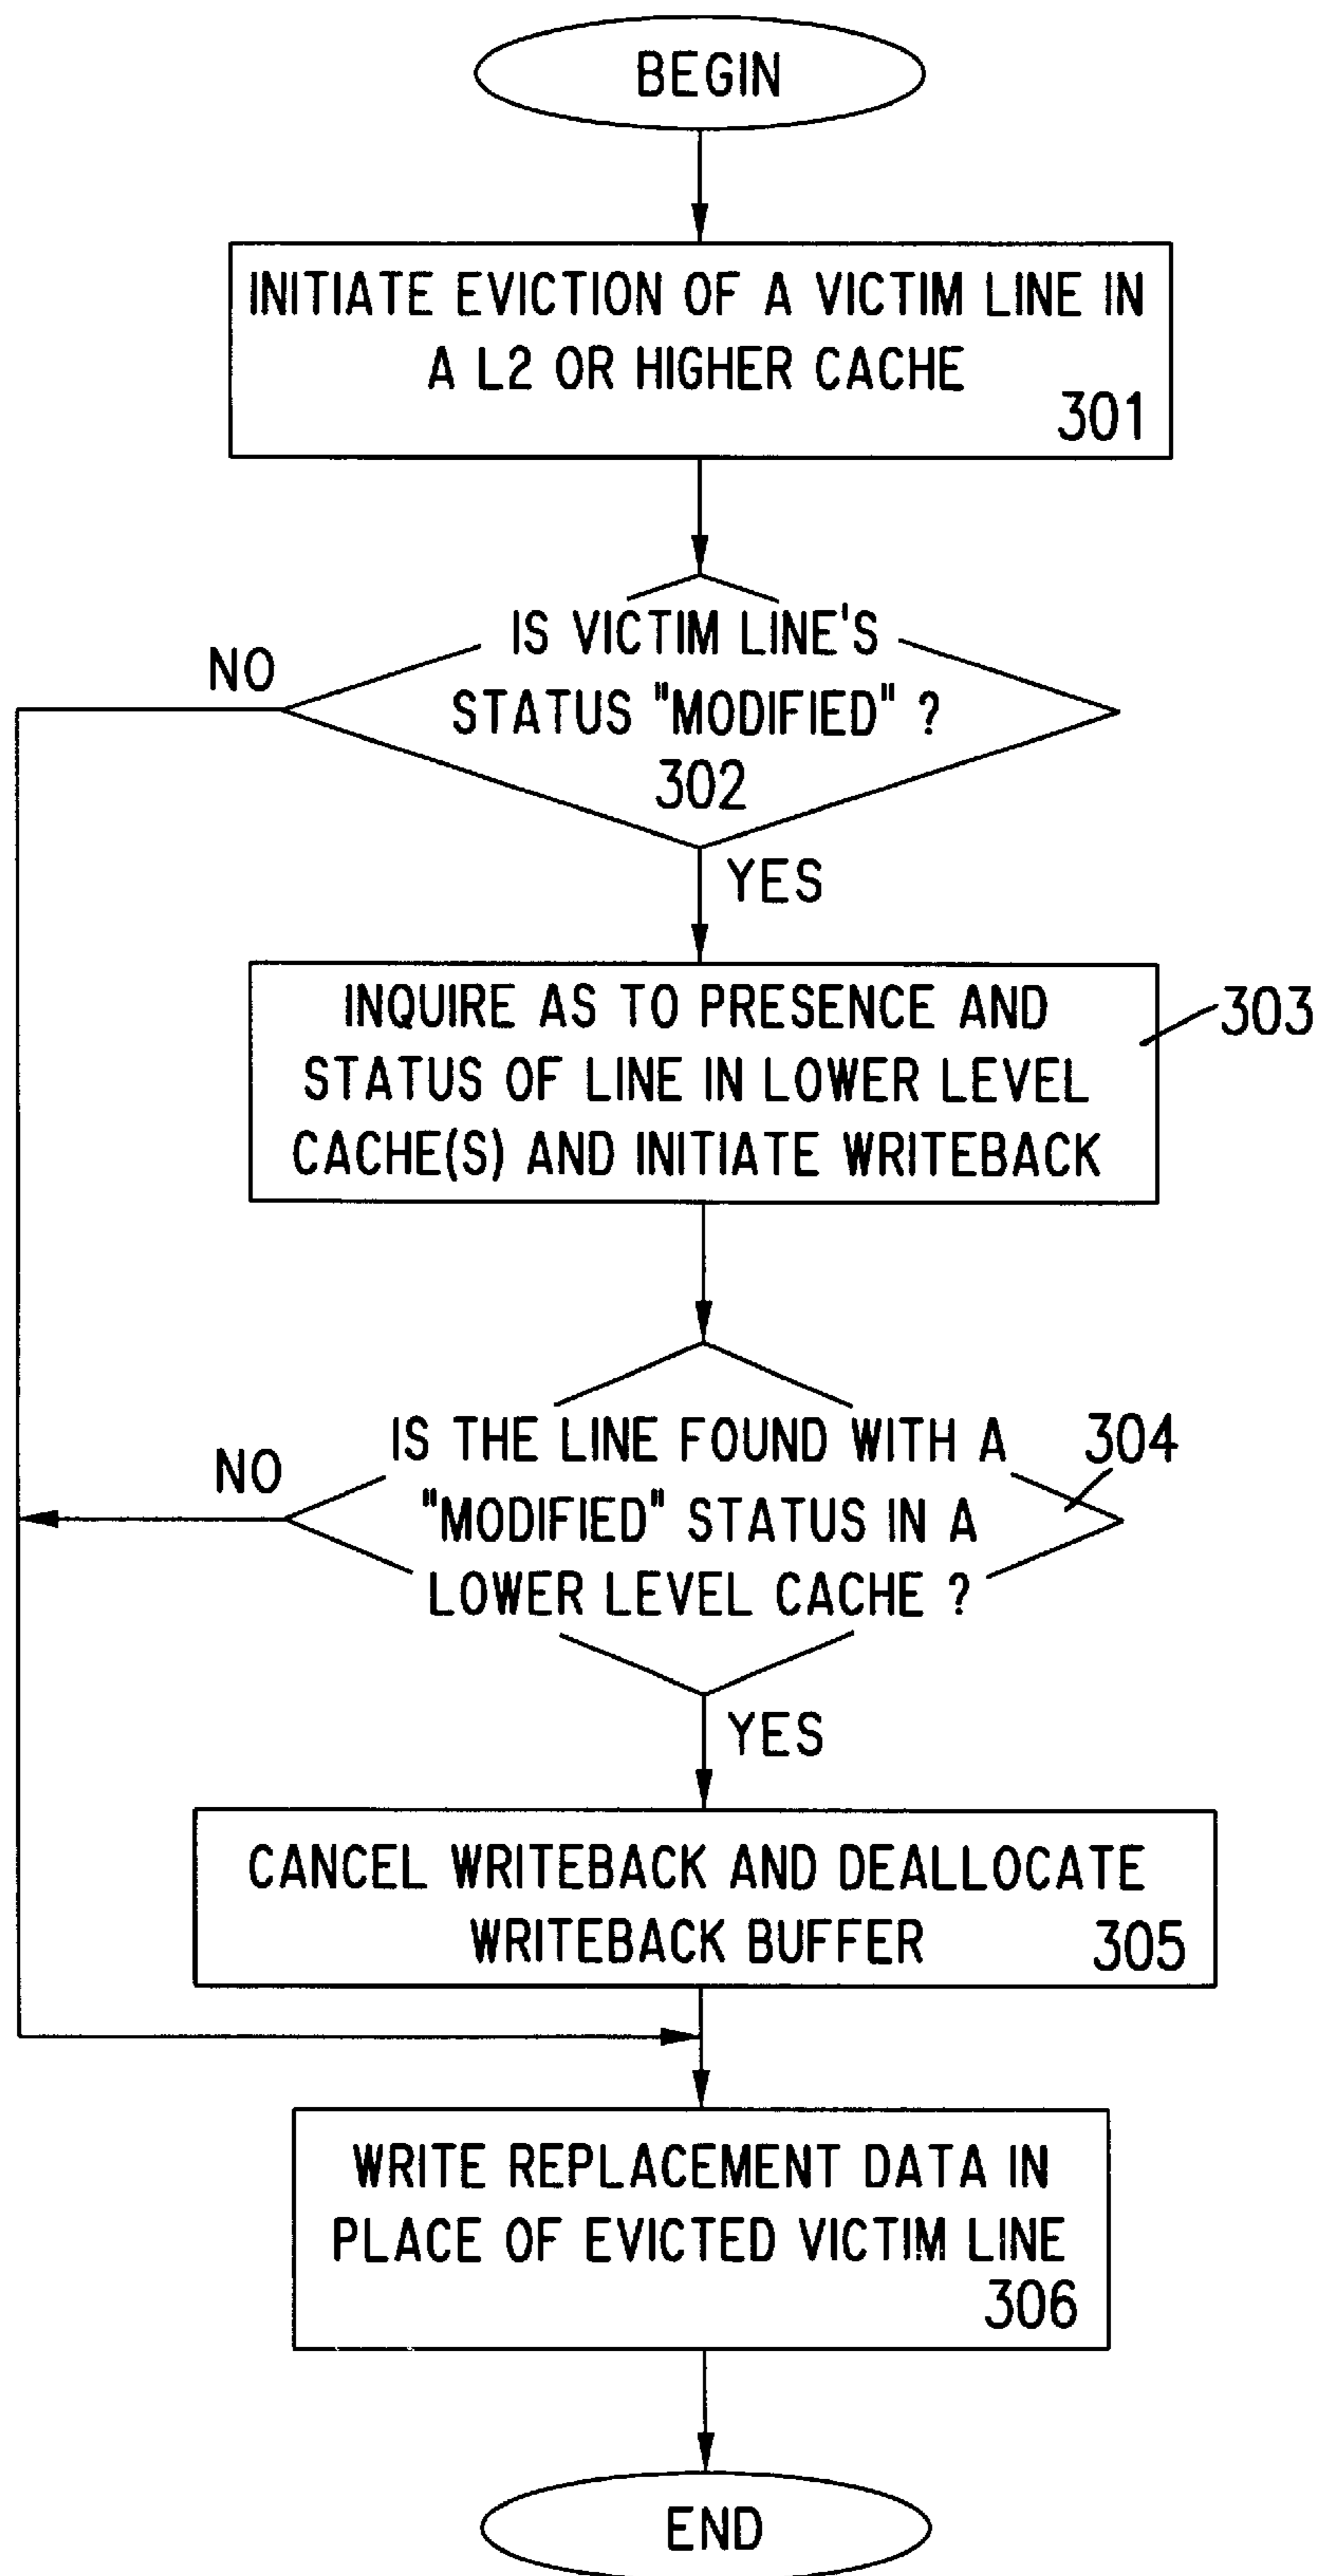 BEGIN
INITIATE EVICTION OF A VICTIM LINE IN
A L2 OR HIGHER CACHE
301
IS VICTIM LINE'S
NO
STATUS "MODIFIED" ?
302
YES
INQUIRE AS TO PRESENCE AND
303
STATUS OF LINE IN LOWER LEVEL
CACHE(S) AND INITIATE WRITEBACK
IS THE LINE FOUND WITH A
304
NO
"MODIFIED" STATUS IN A
LOWER LEVEL CACHE ?
YES
CANCEL WRITEBACK AND DEALLOCATE
WRITEBACK BUFFER
305
WRITE REPLACEMENT DATA IN
PLACE OF EVICTED VICTIM LINE
306
END